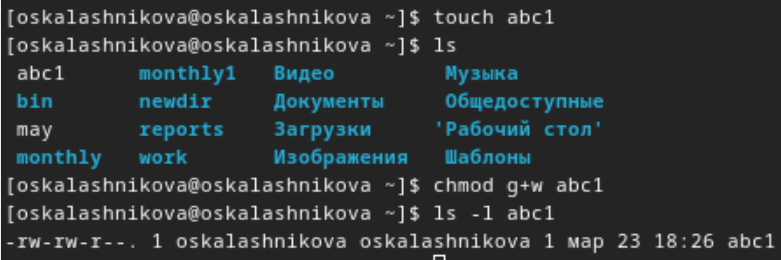 [oskalashnikova@oskalashnikova ~]$ touch abc1
[oskalashnikova@oskalashnikova ~]$ ls
abc1 monthly1 Видео Музыка
bin newdir Документы Общедоступные
may reports Загрузки 'Рабочий стол'
monthly work Изображения Шаблоны
[oskalashnikova@oskalashnikova ~]$ chmod g+w abc1
[oskalashnikova@oskalashnikova ~]$ ls -l abc1
-rw-rw-r--. 1 oskalashnikova oskalashnikova 1 мар 23 18:26 abc1